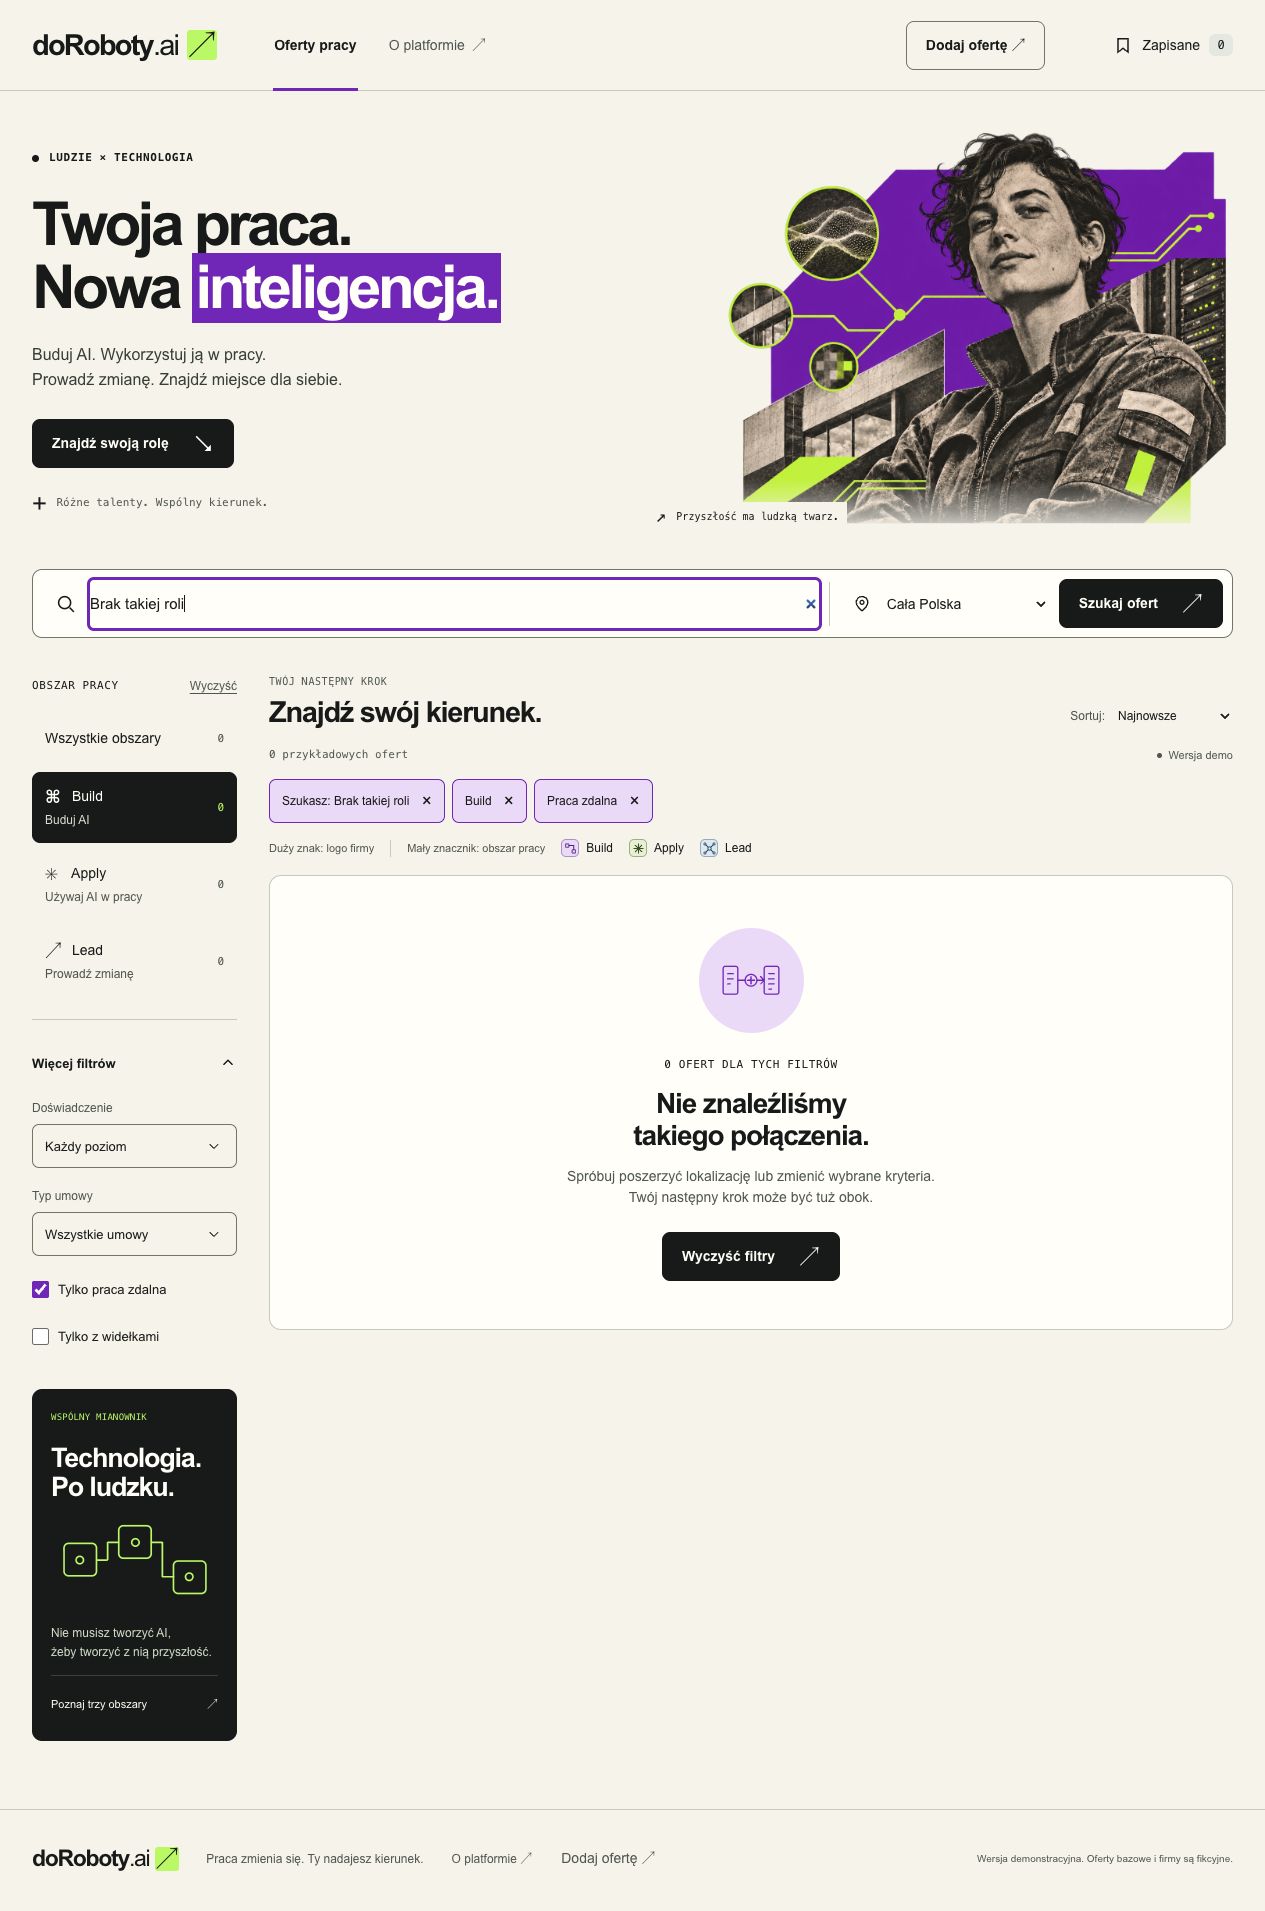 doRoboty.ai
Oferty pracy
O platformie
Dodaj ofertę
Zapisane 0
LUDZIE × TECHNOLOGIA
Twoja praca.
Nowa inteligencja.
Buduj AI. Wykorzystuj ją w pracy.
Prowadź zmianę. Znajdź miejsce dla siebie.
Znajdź swoją rolę
Różne talenty. Wspólny kierunek.
Przyszłość ma ludzką twarz.
Brak takiej roli
Cała Polska
Szukaj ofert
OBSZAR PRACY
Wyczyść
Wszystkie obszary 0
Build
Buduj AI
0
Apply
Używaj AI w pracy
0
Lead
Prowadź zmianę
0
Więcej filtrów
Doświadczenie
Każdy poziom
Typ umowy
Wszystkie umowy
Tylko praca zdalna
Tylko z widełkami
WSPÓLNY MIANOWNIK
Technologia.
Po ludzku.
Nie musisz tworzyć AI,
żeby tworzyć z nią przyszłość.
Poznaj trzy obszary
TWÓJ NASTĘPNY KROK
Znajdź swój kierunek.
Sortuj: Najnowsze
0 przykładowych ofert
Wersja demo
Szukasz: Brak takiej roli ×
Build ×
Praca zdalna ×
Duży znak: logo firmy
Mały znacznik: obszar pracy
Build
Apply
Lead
0 OFERT DLA TYCH FILTRÓW
Nie znaleźliśmy
takiego połączenia.
Spróbuj poszerzyć lokalizację lub zmienić wybrane kryteria.
Twój następny krok może być tuż obok.
Wyczyść filtry
doRoboty.ai
Praca zmienia się. Ty nadajesz kierunek.
O platformie
Dodaj ofertę
Wersja demonstracyjna. Oferty bazowe i firmy są fikcyjne.